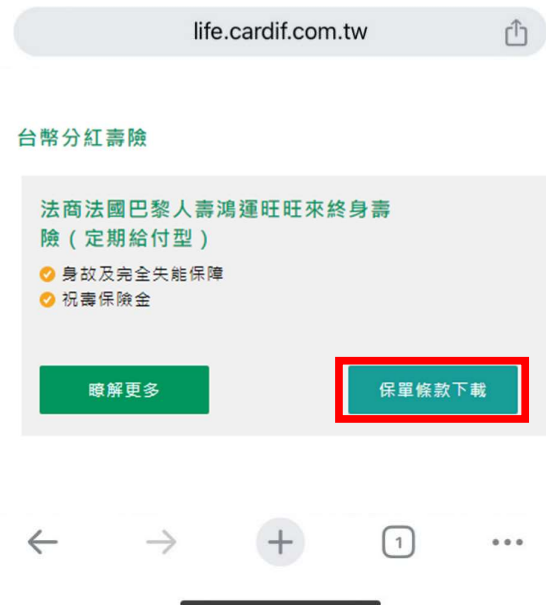 life.cardif.com.tw
台幣分紅壽險
法商法國巴黎人壽鴻運旺旺來終身壽
險（定期給付型）
身故及完全失能保障
祝壽保險金
瞭解更多
保單條款下載
1